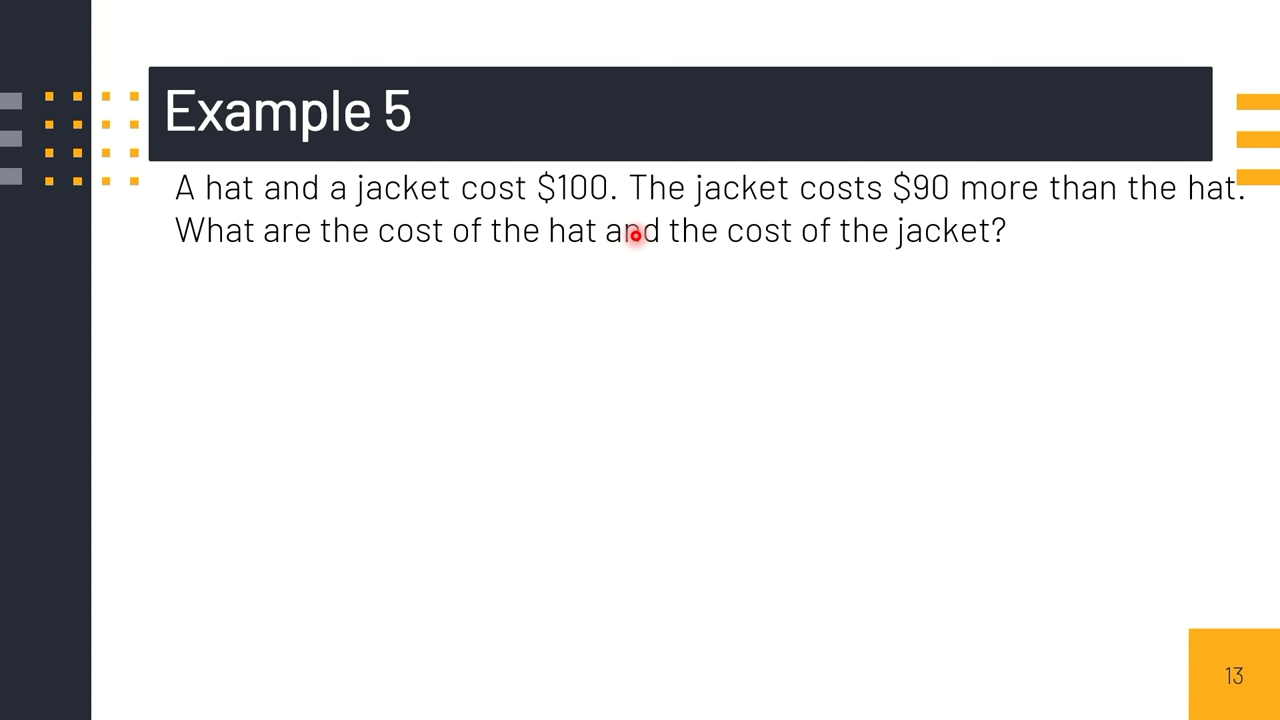 Example 5
A hat and a jacket cost $100. The jacket costs $90 more than the hat.
What are the cost of the hat and the cost of the jacket?
13